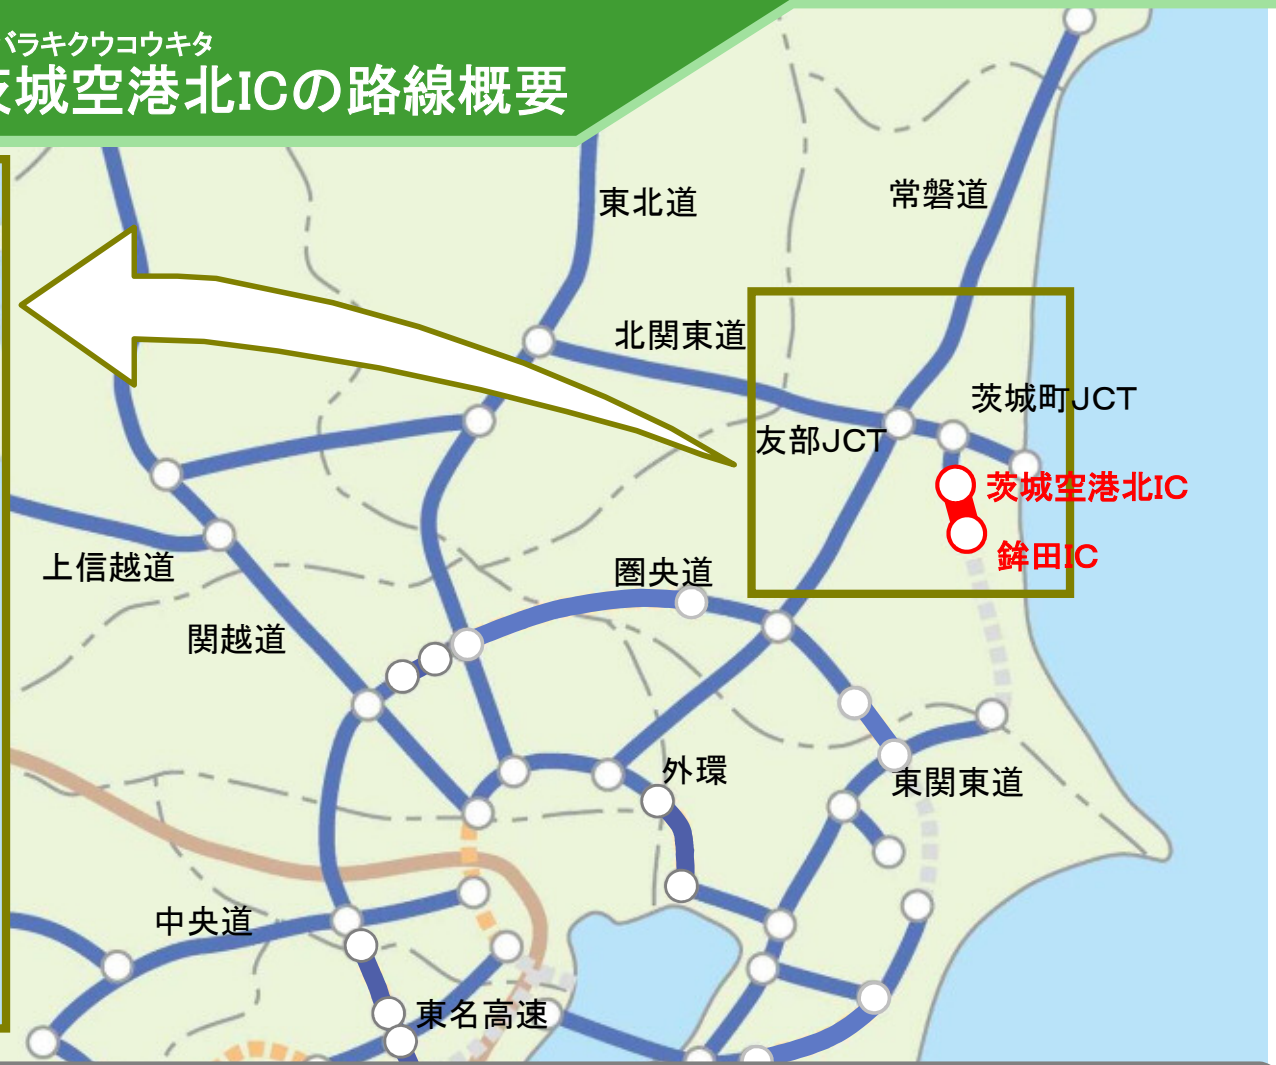 バラキクウコウキタ
茨城空港北ICの路線概要
東北道
常磐道
北関東道
茨城町JCT
友部JCT
茨城空港北IC
鉾田IC
上信越道
圏央道
関越道
外環
東関東道
中央道
東名高速